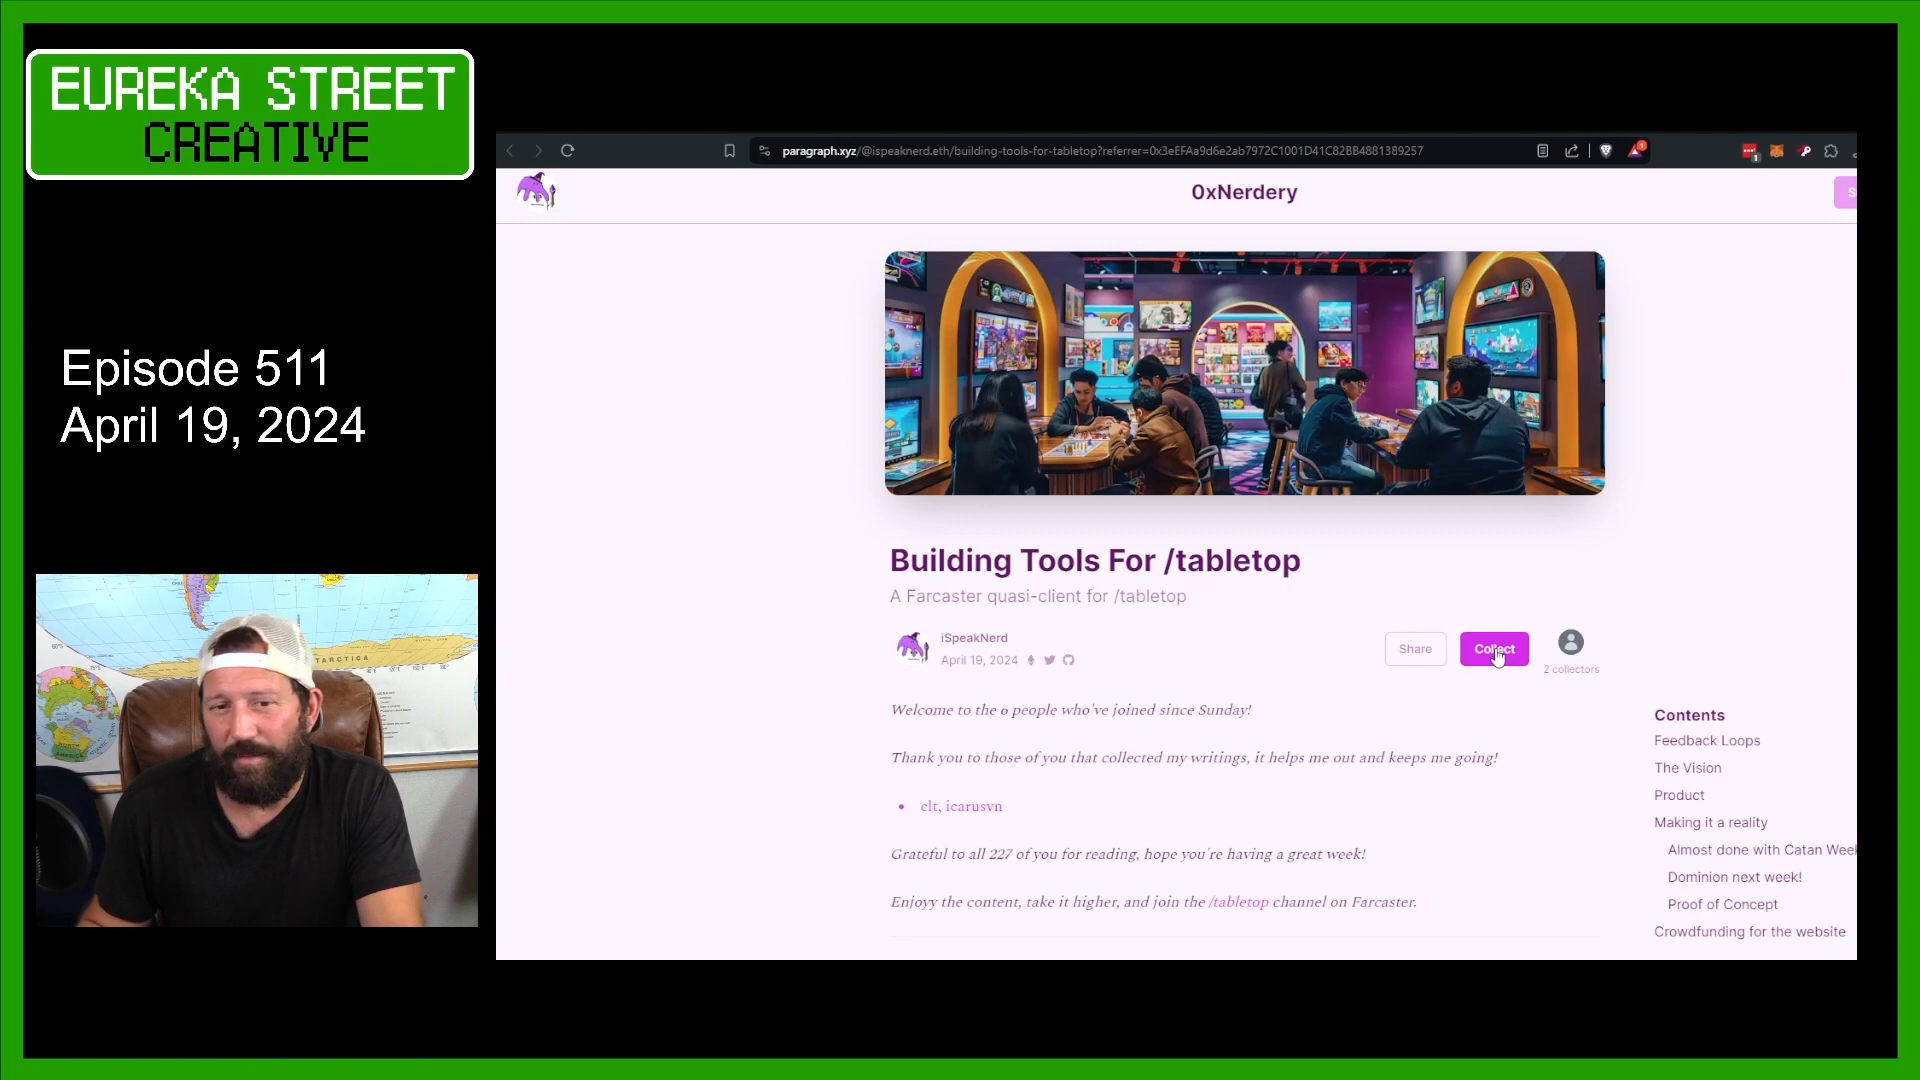 EUREKA STREET
CREATIVE
Episode 511
April 19, 2024
paragraph.xyz/@ispeaknerd.eth/building-tools-for-tabletop?referrer=0x3eEFAa9d6e2ab7972C1001D41C82BB4881389257
0xNerdery
Building Tools For /tabletop
A Farcaster quasi-client for /tabletop
iSpeakNerd
April 19, 2024
Share
Collect
2 collectors
Welcome to the 6 people who've joined since Sunday!
Thank you to those of you that collected my writings, it helps me out and keeps me going!
• clt, icarusvn
Grateful to all 227 of you for reading, hope you're having a great week!
Enjoyy the content, take it higher, and join the /tabletop channel on Farcaster.
Contents
Feedback Loops
The Vision
Product
Making it a reality
Almost done with Catan Week
Dominion next week!
Proof of Concept
Crowdfunding for the website